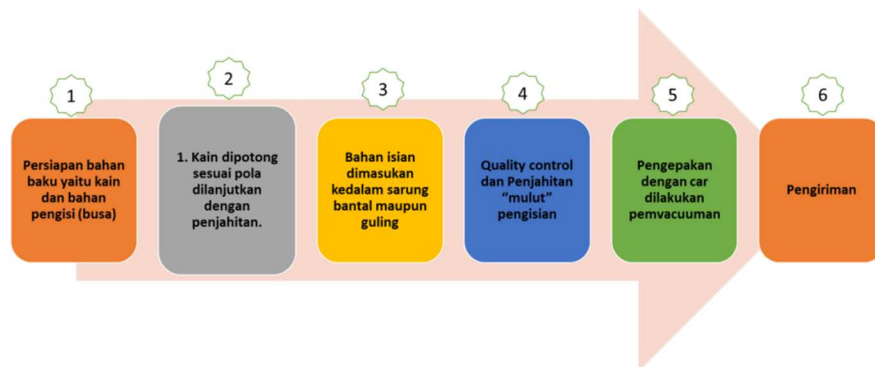 1
Persiapan bahan
baku yaitu kain
dan bahan
pengisi (busa)
2
1. Kain dipotong
sesuai pola
dilanjutkan
dengan
penjahitan.
3
Bahan isian
dimasukan
kedalam sarung
bantal maupun
guling
4
Quality control
dan Penjahitan
“mulut”
pengisian
5
Pengepakan
dengan car
dilakukan
pemvacuuman
6
Pengiriman